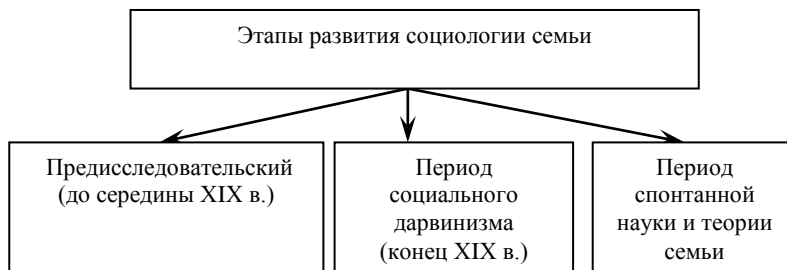 Этапы развития социологии семьи
Предисследовательский
(до середины XIX в.)
Период
социального
дарвинизма
(конец XIX в.)
Период
спонтанной
науки и теории
семьи